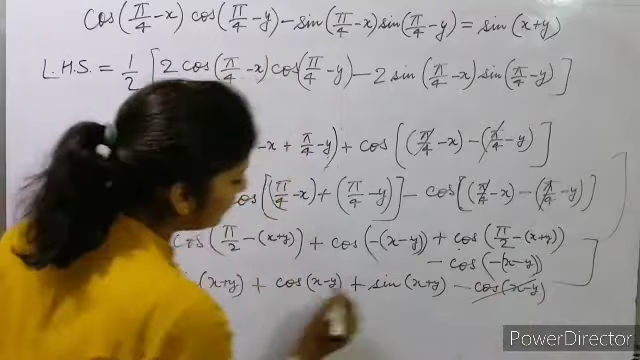 cos(π/4-x) cos(π/4-y) - sin(π/4-x) sin(π/4-y) = sin(x+y)
L.H.S. = 1/2 [2 cos(π/4-x) cos(π/4-y) - 2 sin(π/4-x) sin(π/4-y)]
-x + π/4-y) + cos[(π/4-x) - (π/4-y)]]
cos[(π/4-x) + (π/4-y)] - cos[(π/4-x) - (π/4-y)]
cos(π/2-(x+y)) + cos(-(x-y)) + cos(π/2-(x+y))
- cos(-(x-y))
(x+y) + cos(x-y) + sin(x+y) - cos(x-y)
PowerDirector